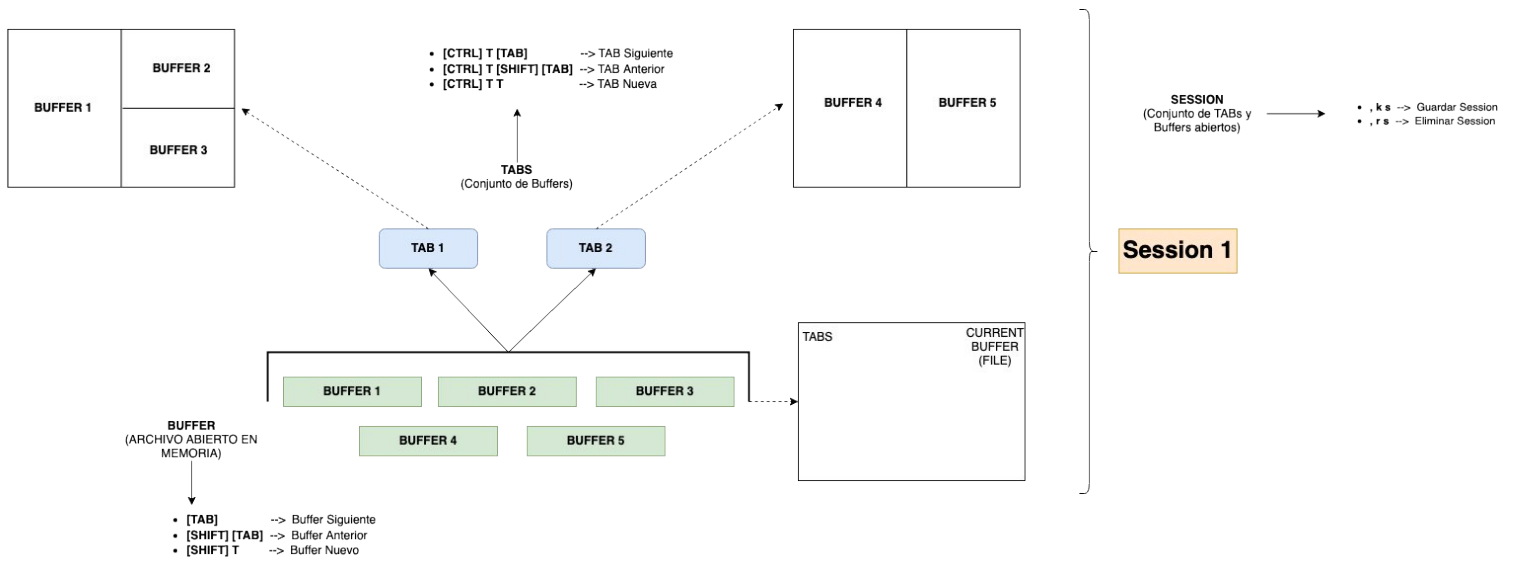 BUFFER 1
BUFFER 2
BUFFER 3
• [CTRL] T [TAB] --> TAB Siguiente
• [CTRL] T [SHIFT] [TAB] --> TAB Anterior
• [CTRL] T T --> TAB Nueva
TABS
(Conjunto de Buffers)
BUFFER 4
BUFFER 5
SESSION
(Conjunto de TABs y
Buffers abiertos)
• , k s --> Guardar Session
• , r s --> Eliminar Session
TAB 1
TAB 2
Session 1
BUFFER 1
BUFFER 2
BUFFER 3
BUFFER 4
BUFFER 5
TABS
CURRENT
BUFFER
(FILE)
BUFFER
(ARCHIVO ABIERTO EN
MEMORIA)
• [TAB] --> Buffer Siguiente
• [SHIFT] [TAB] --> Buffer Anterior
• [SHIFT] T --> Buffer Nuevo